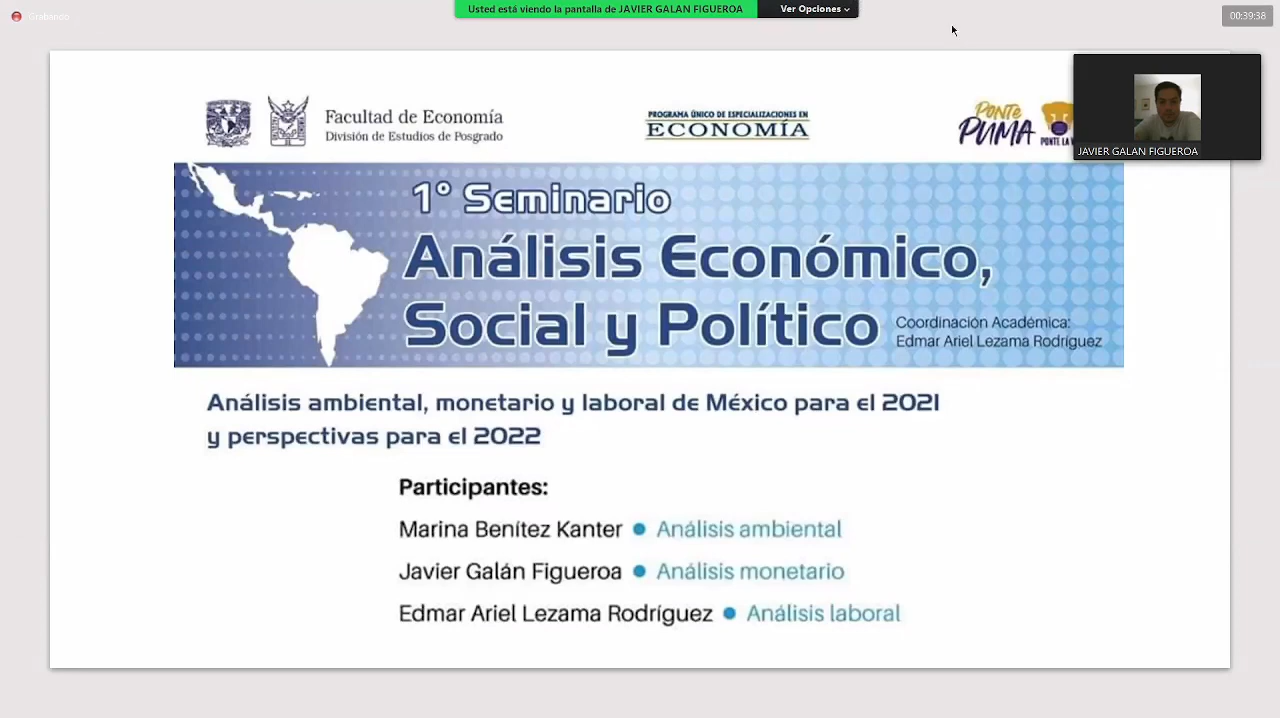 Grabando
Usted está viendo la pantalla de JAVIER GALAN FIGUEROA
Ver Opciones
00:39:38
Facultad de Economía
División de Estudios de Posgrado
PROGRAMA ÚNICO DE ESPECIALIZACIONES EN
ECONOMÍA
PONTE
PUMA
PONTE LA
JAVIER GALAN FIGUEROA
1° Seminario
Análisis Económico,
Social y Político
Coordinación Académica:
Edmar Ariel Lezama Rodríguez
Análisis ambiental, monetario y laboral de México para el 2021
y perspectivas para el 2022
Participantes:
Marina Benítez Kanter • Análisis ambiental
Javier Galán Figueroa • Análisis monetario
Edmar Ariel Lezama Rodríguez • Análisis laboral